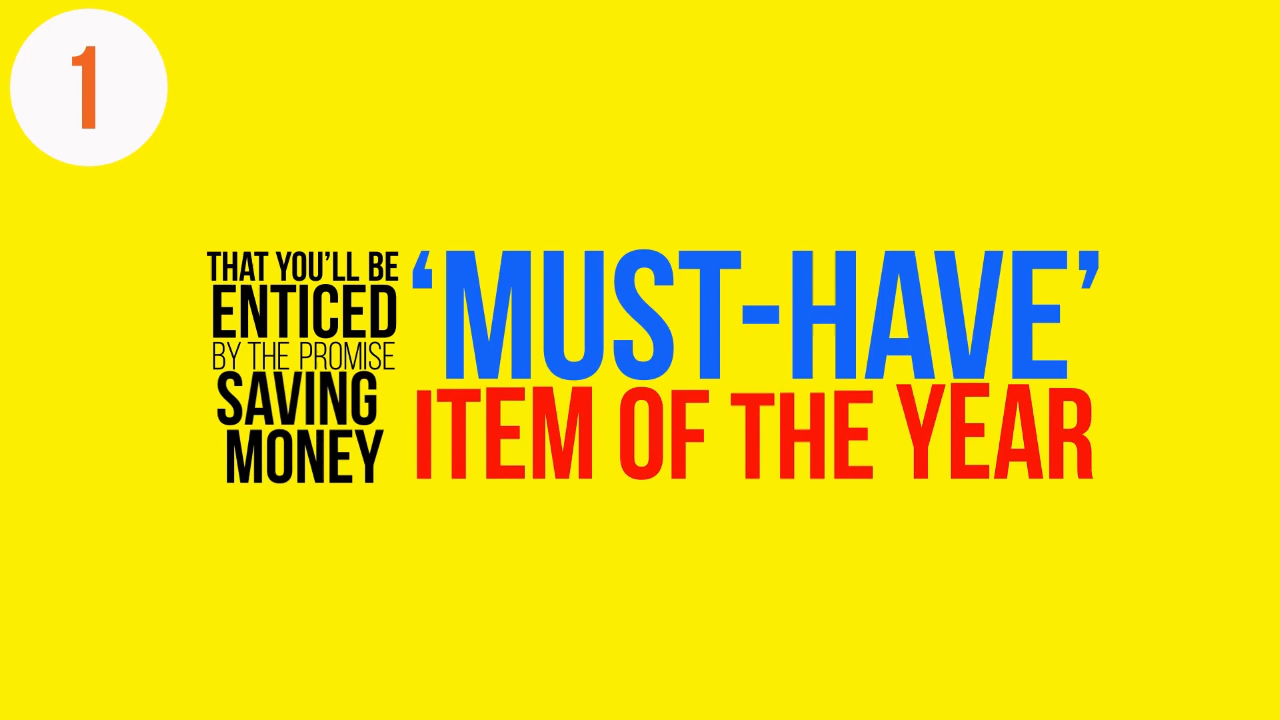 1
THAT YOU’LL BE
ENTICED
BY THE PROMISE
SAVING
MONEY
‘MUST-HAVE’
ITEM OF THE YEAR